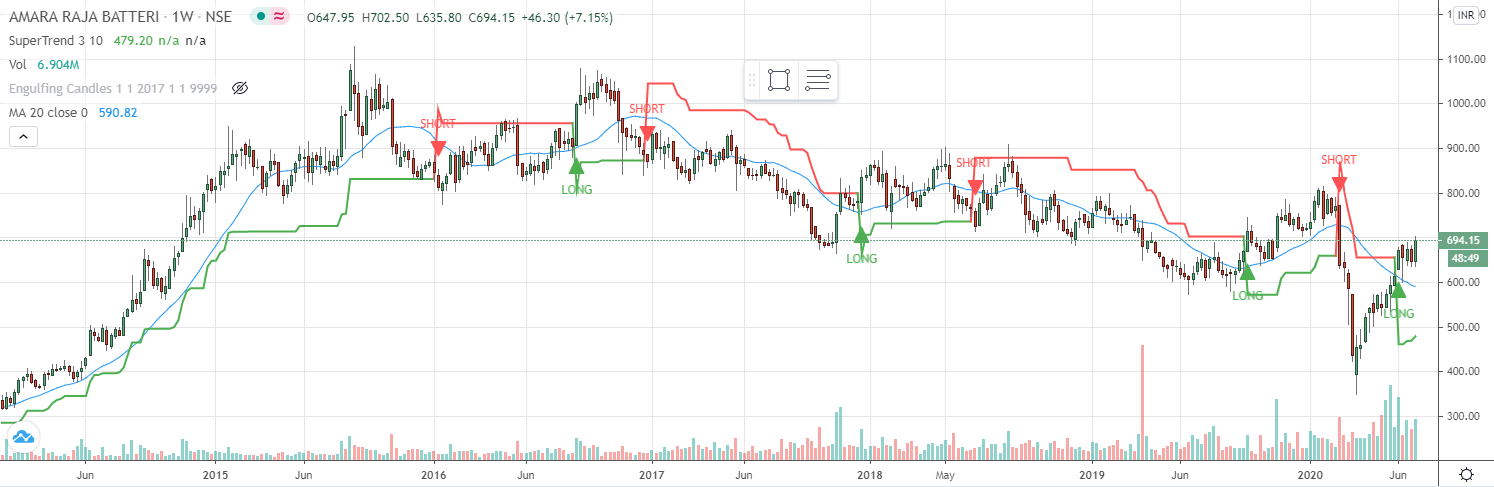 AMARA RAJA BATTERI · 1W · NSE O647.95 H702.50 L635.80 C694.15 +46.30 (+7.15%)
INR
SuperTrend 3 10 479.20 n/a n/a
Vol 6.904M
Engulfing Candles 1 1 2017 1 1 9999
MA 20 close 0 590.82
1100.00
1000.00
900.00
800.00
694.15
48:49
600.00
500.00
400.00
300.00
SHORT
LONG
SHORT
LONG
SHORT
LONG
SHORT
LONG
Jun 2015 Jun 2016 Jun 2017 Jun 2018 May 2019 Jun 2020 Jun